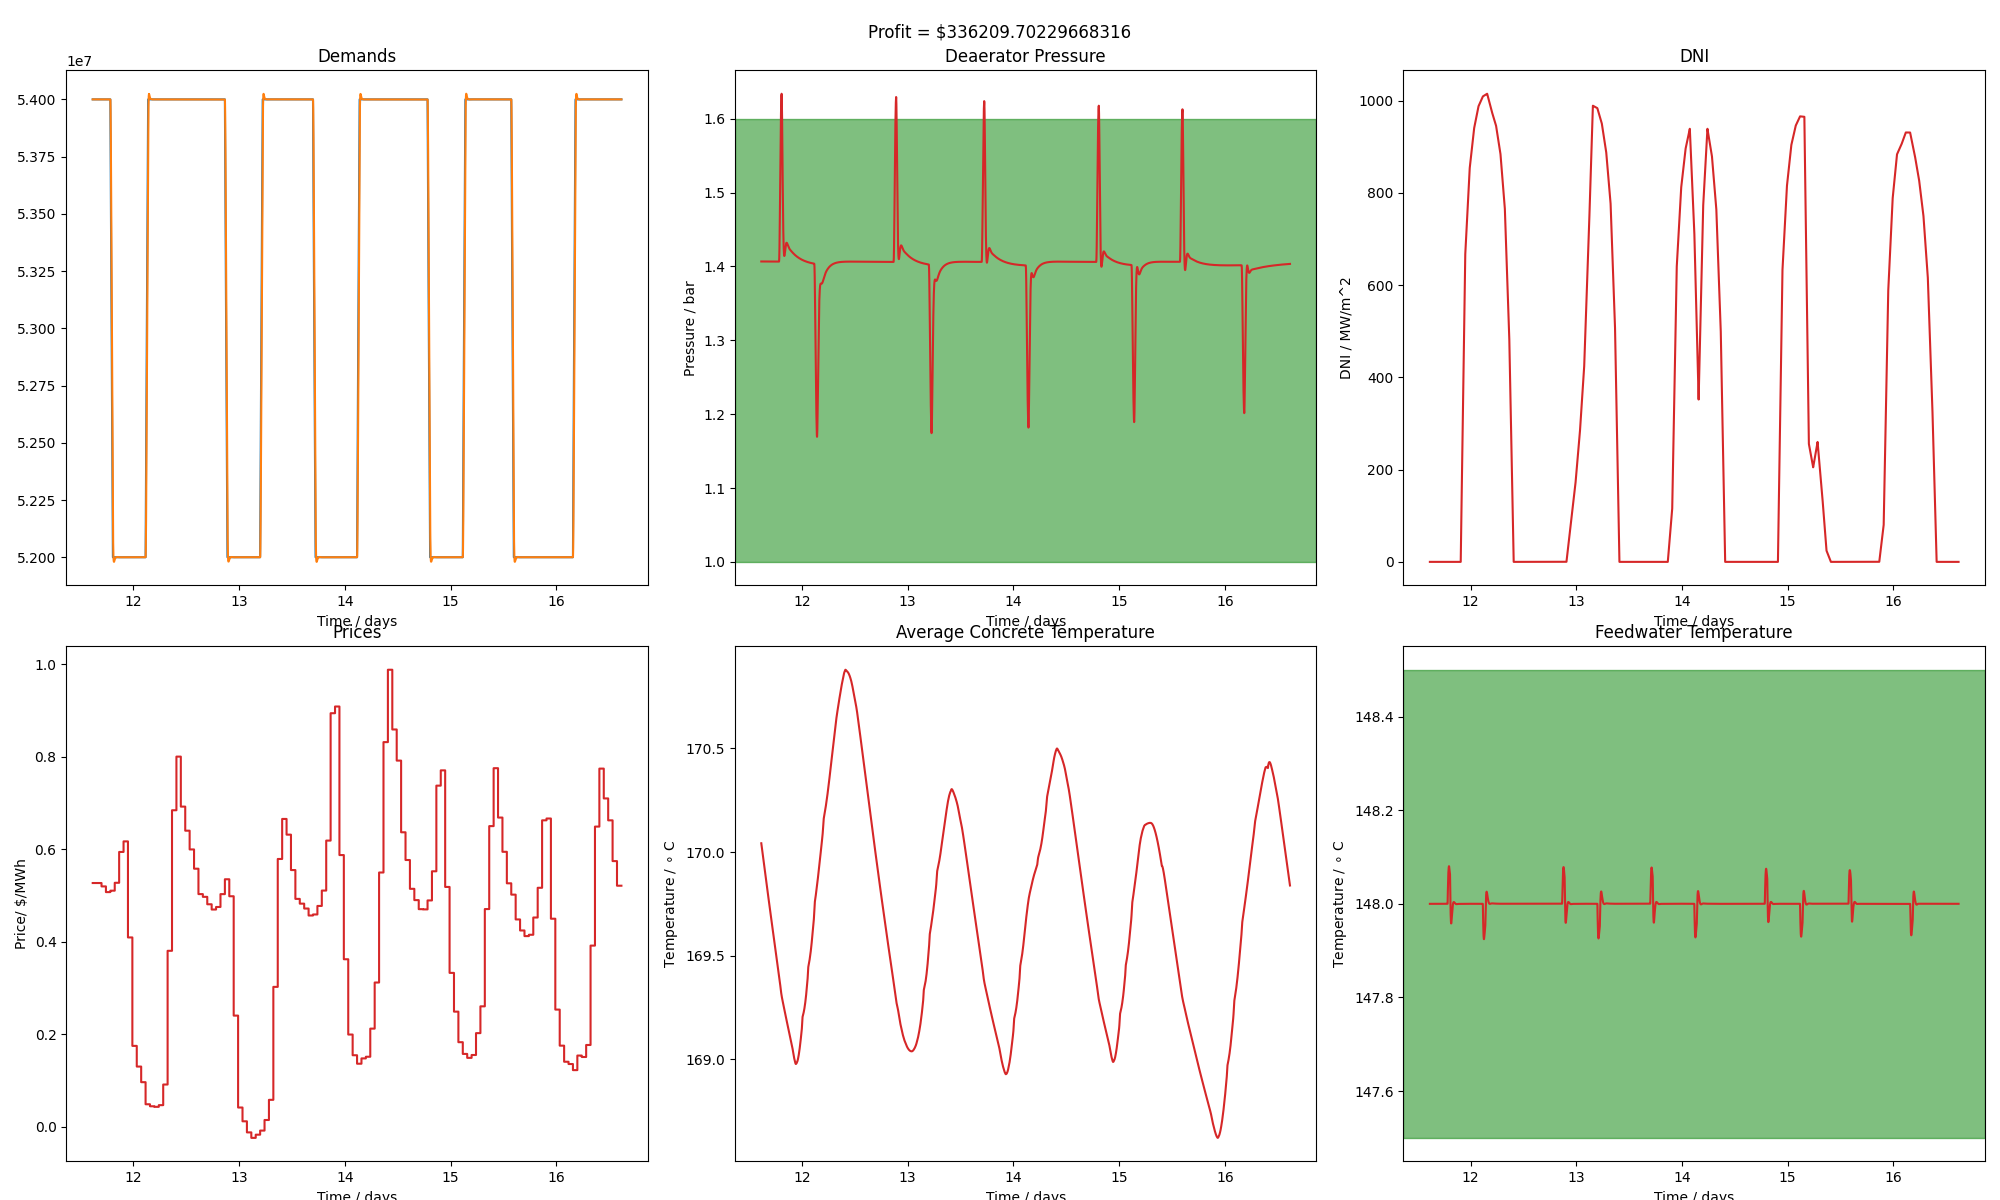 Profit = $336209.70229668316
Demands
1e7
5.400
5.375
5.350
5.325
5.300
5.275
5.250
5.225
5.200
12 13 14 15 16
Time / days
Deaerator Pressure
Pressure / bar
1.6
1.5
1.4
1.3
1.2
1.1
1.0
12 13 14 15 16
Time / days
DNI
DNI / MW/m^2
1000
800
600
400
200
0
12 13 14 15 16
Time / days
Prices
Price/ $/MWh
1.0
0.8
0.6
0.4
0.2
0.0
12 13 14 15 16
Time / days
Average Concrete Temperature
Temperature / ∘ C
170.5
170.0
169.5
169.0
12 13 14 15 16
Time / days
Feedwater Temperature
Temperature / ∘ C
148.4
148.2
148.0
147.8
147.6
12 13 14 15 16
Time / days